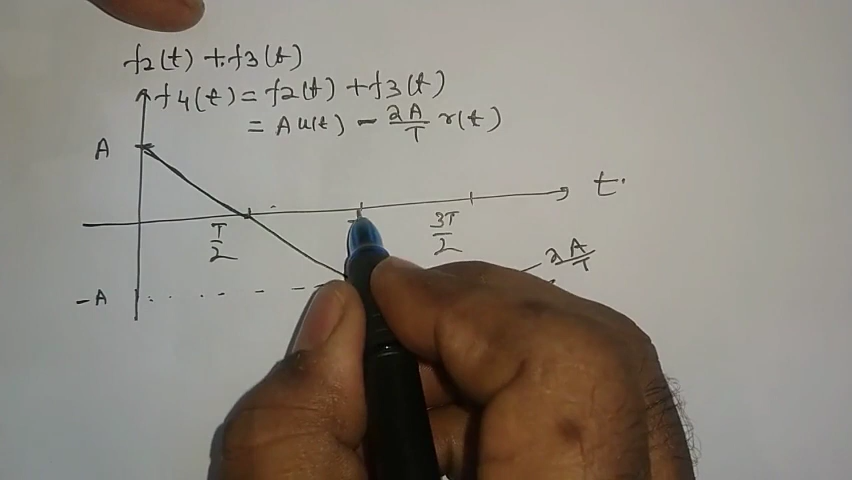 f2(t) + f3(t)
f4(t) = f2(t) + f3(t)
= A u(t) - 2A/T r(t)
A
t.
T/2
3T/2
2A/T
-A